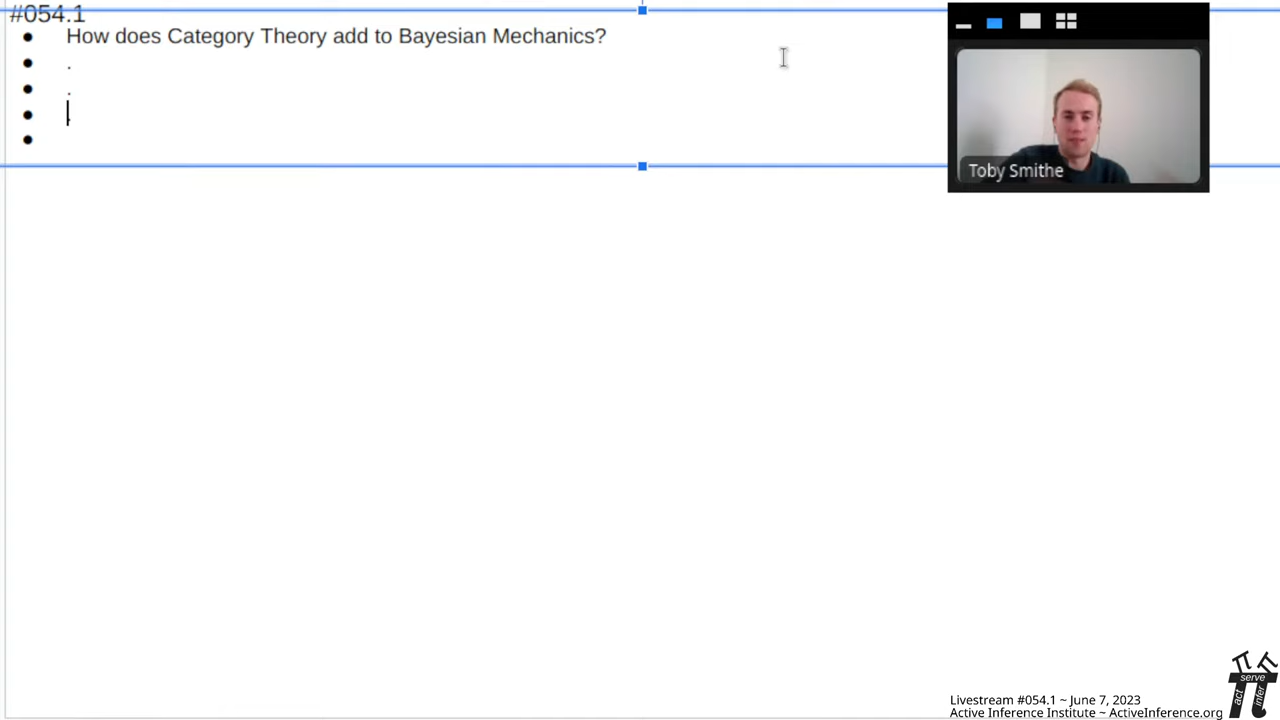 #054.1
● How does Category Theory add to Bayesian Mechanics?
● .
● .
● .
●
Toby Smithe
π π
act serve infer
Livestream #054.1 ~ June 7, 2023
Active Inference Institute ~ ActiveInference.org